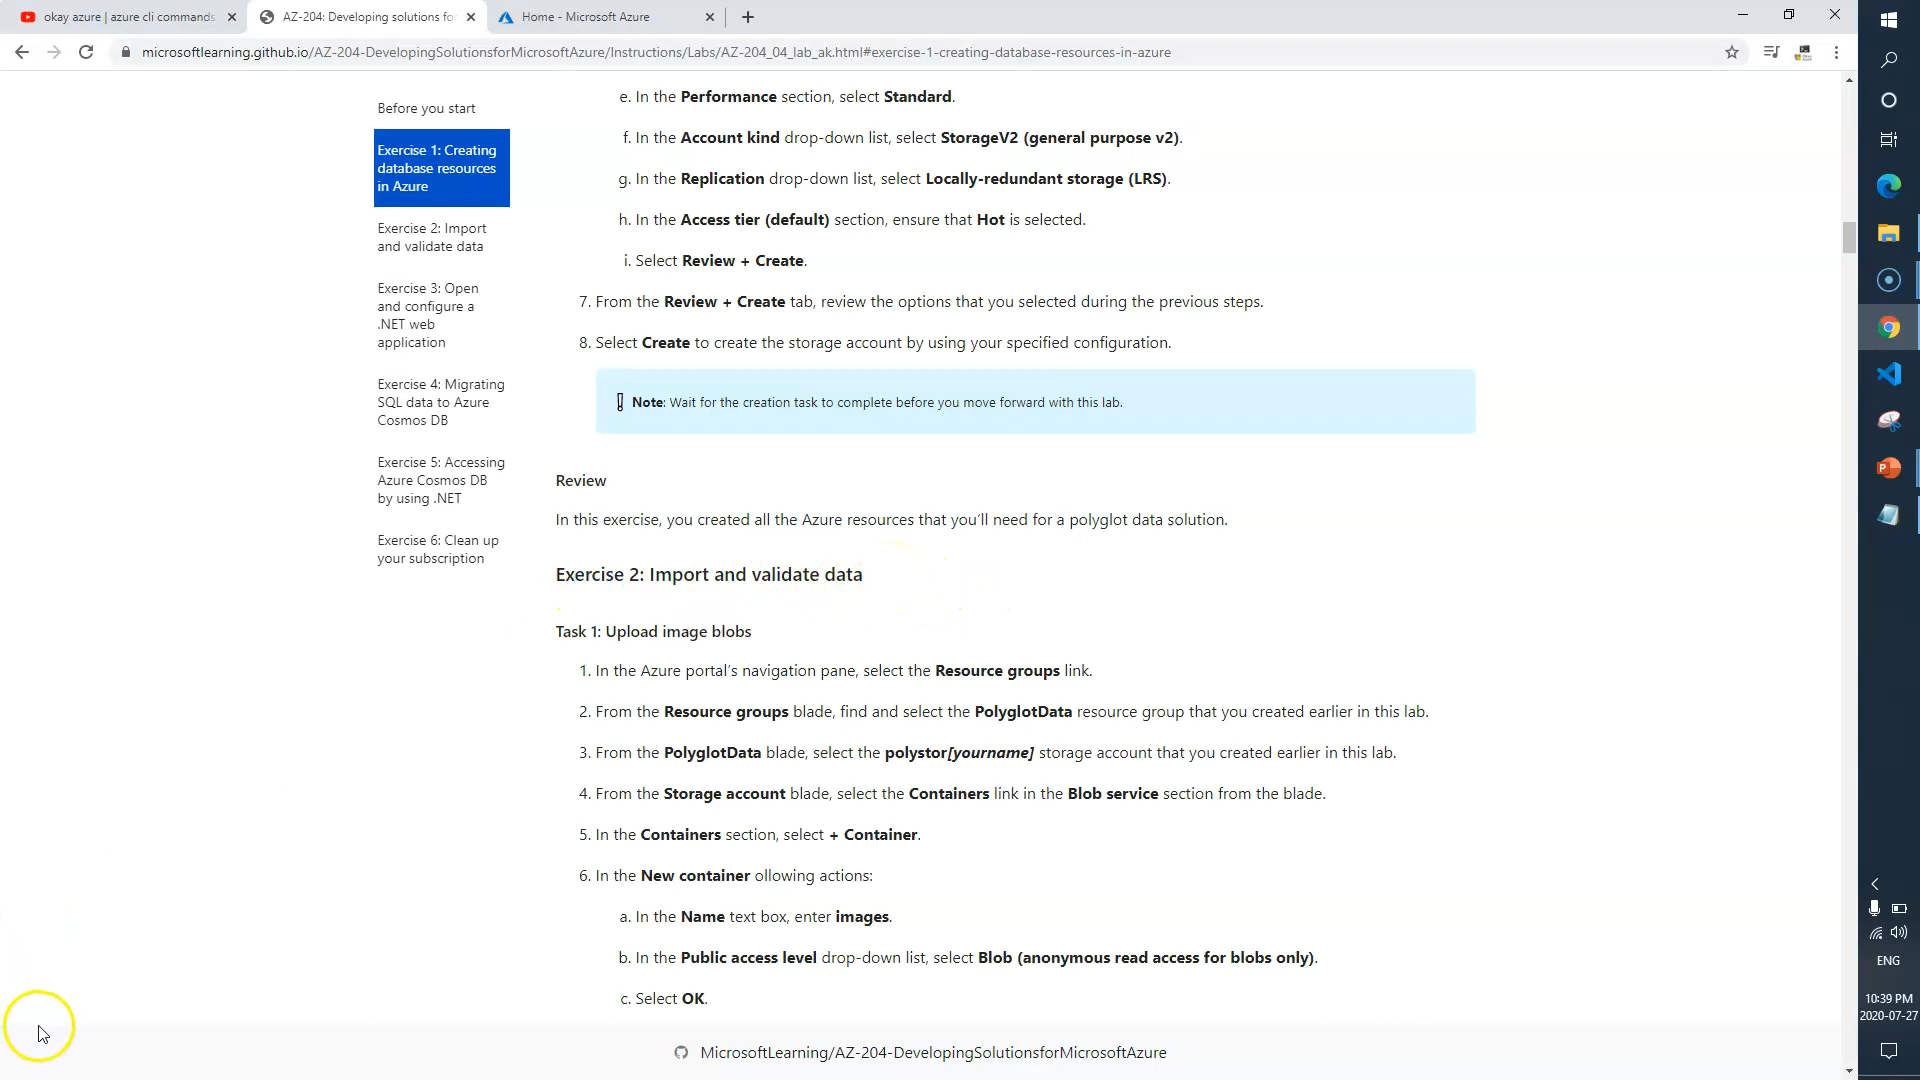 okay azure | azure cli commands
AZ-204: Developing solutions for
Home - Microsoft Azure
microsoftlearning.github.io/AZ-204-DevelopingSolutionsforMicrosoftAzure/Instructions/Labs/AZ-204_04_lab_ak.html#exercise-1-creating-database-resources-in-azure
Before you start
Exercise 1: Creating
database resources
in Azure
Exercise 2: Import
and validate data
Exercise 3: Open
and configure a
.NET web
application
Exercise 4: Migrating
SQL data to Azure
Cosmos DB
Exercise 5: Accessing
Azure Cosmos DB
by using .NET
Exercise 6: Clean up
your subscription
e. In the Performance section, select Standard.
f. In the Account kind drop-down list, select StorageV2 (general purpose v2).
g. In the Replication drop-down list, select Locally-redundant storage (LRS).
h. In the Access tier (default) section, ensure that Hot is selected.
i. Select Review + Create.
7. From the Review + Create tab, review the options that you selected during the previous steps.
8. Select Create to create the storage account by using your specified configuration.
Note: Wait for the creation task to complete before you move forward with this lab.
Review
In this exercise, you created all the Azure resources that you'll need for a polyglot data solution.
Exercise 2: Import and validate data
Task 1: Upload image blobs
1. In the Azure portal's navigation pane, select the Resource groups link.
2. From the Resource groups blade, find and select the PolyglotData resource group that you created earlier in this lab.
3. From the PolyglotData blade, select the polystor[yourname] storage account that you created earlier in this lab.
4. From the Storage account blade, select the Containers link in the Blob service section from the blade.
5. In the Containers section, select + Container.
6. In the New container ollowing actions:
a. In the Name text box, enter images.
b. In the Public access level drop-down list, select Blob (anonymous read access for blobs only).
c. Select OK.
MicrosoftLearning/AZ-204-DevelopingSolutionsforMicrosoftAzure
ENG
10:39 PM
2020-07-27